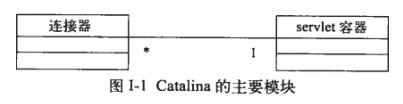 连接器
servlet 容器
* 1
图 I-1 Catalina 的主要模块